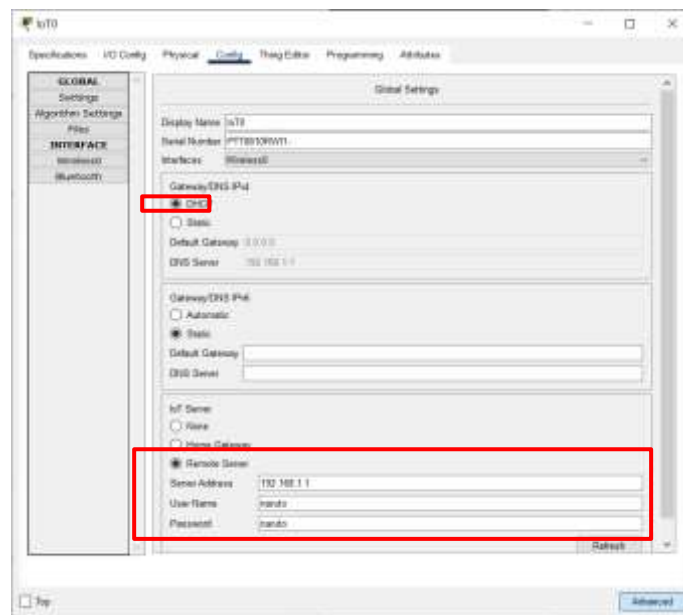 IoT0
Specifications I/O Config Physical Config Thing Editor Programming Attributes
GLOBAL
Settings
Algorithm Settings
Files
INTERFACE
Wireless0
Bluetooth
Global Settings
Display Name IoT0
Serial Number
Interfaces Wireless0
Gateway/DNS IPv4
DHCP
Static
Default Gateway 0.0.0.0
DNS Server 192.168.1.1
Gateway/DNS IPv6
Automatic
Static
Default Gateway
DNS Server
IoT Server
None
Home Gateway
Remote Server
Server Address 192.168.1.1
User Name naruto
Password naruto
Refresh
Top
Advanced